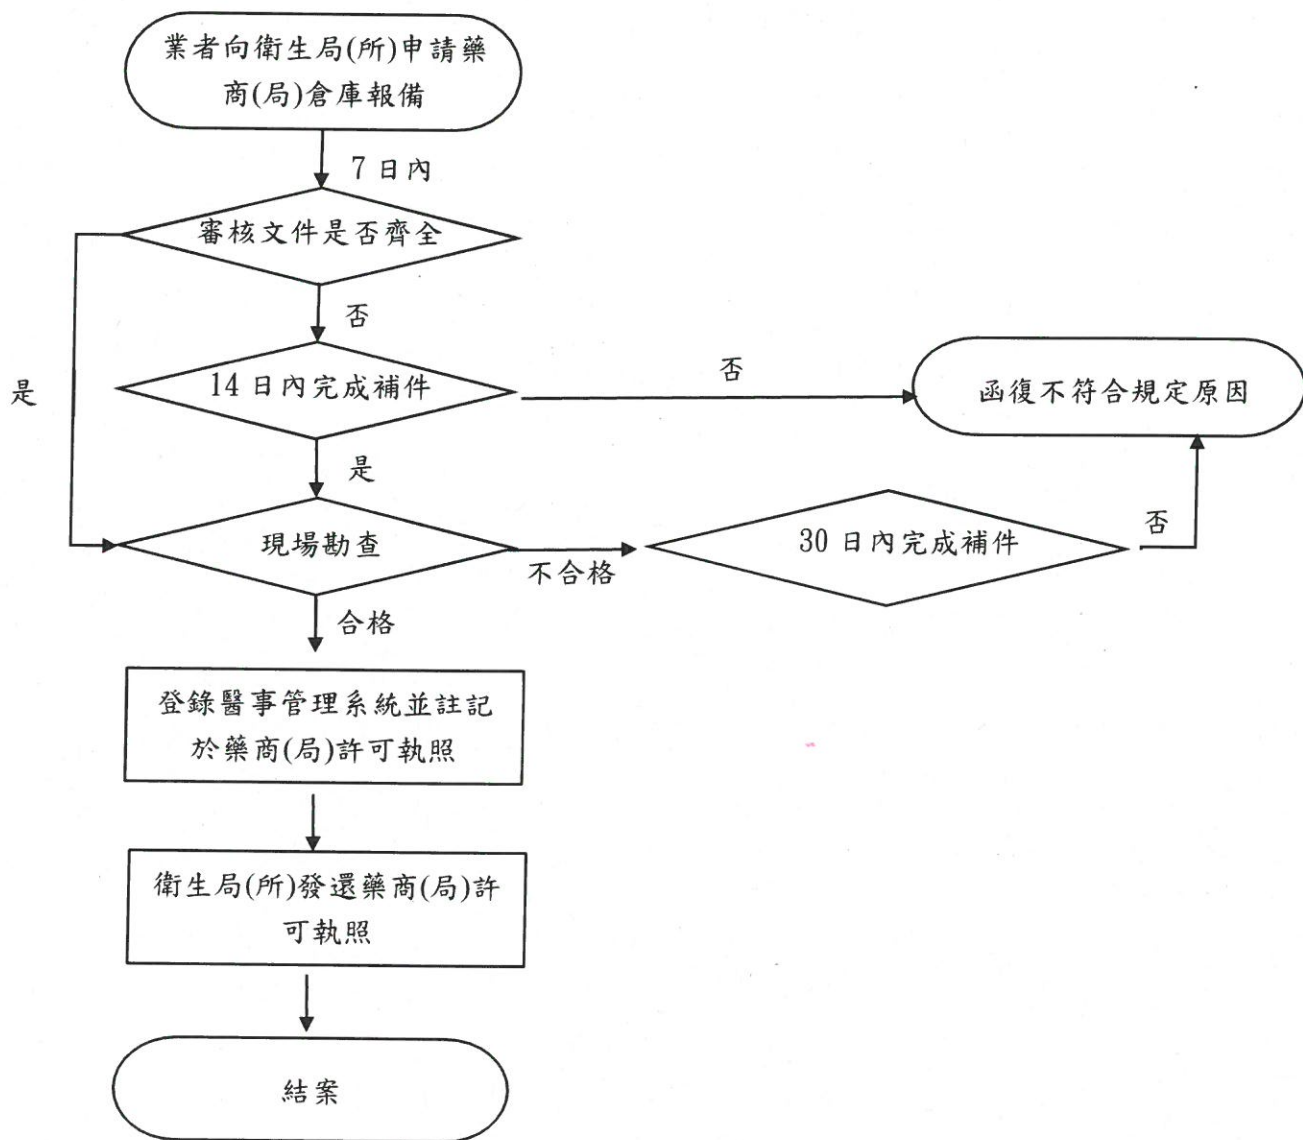 業者向衛生局(所)申請藥
商(局)倉庫報備
7 日內
審核文件是否齊全
否
是
14 日內完成補件
否
函復不符合規定原因
是
現場勘查
不合格
30 日內完成補件
否
合格
登錄醫事管理系統並註記
於藥商(局)許可執照
衛生局(所)發還藥商(局)許
可執照
結案